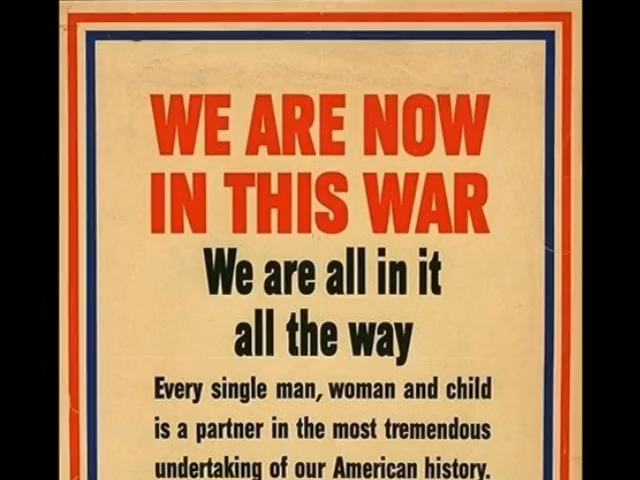 WE ARE NOW
IN THIS WAR
We are all in it
all the way
Every single man, woman and child
is a partner in the most tremendous
undertaking of our American history.